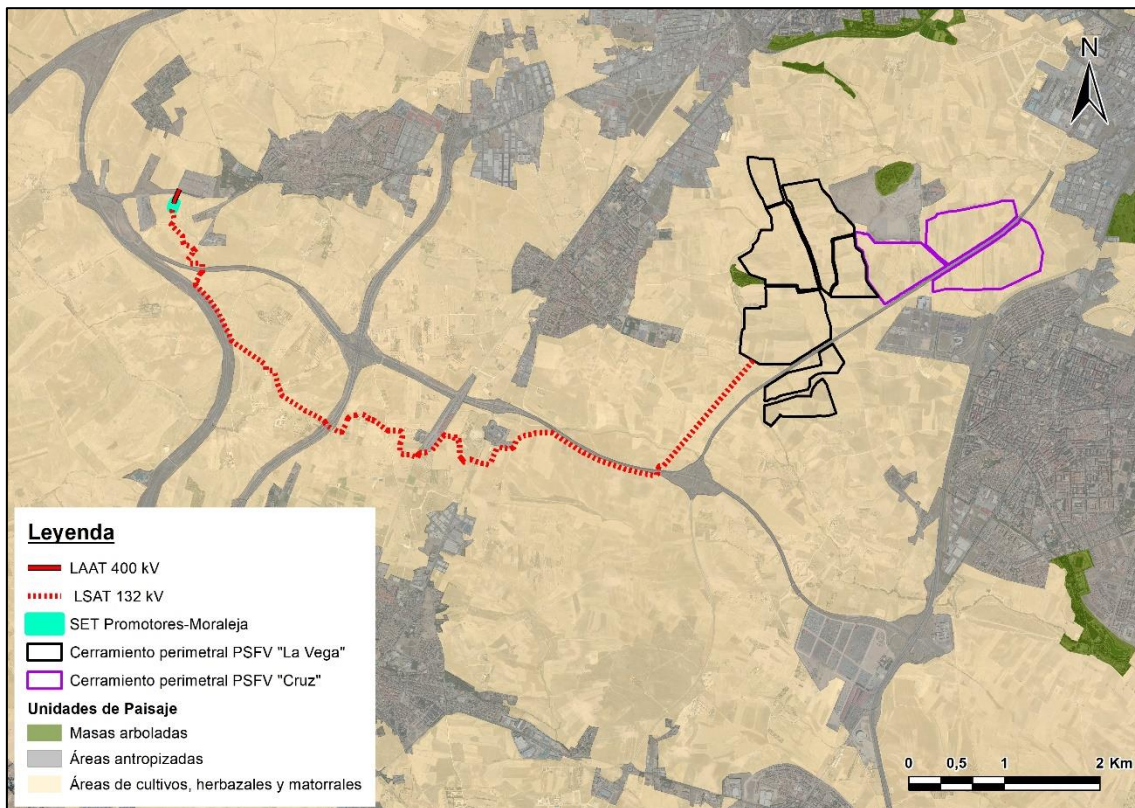 N
Leyenda
LAAT 400 kV
LSAT 132 kV
SET Promotores-Moraleja
Cerramiento perimetral PSFV "La Vega"
Cerramiento perimetral PSFV "Cruz"
Unidades de Paisaje
Masas arboladas
Áreas antropizadas
Áreas de cultivos, herbazales y matorrales
0 0,5 1 2 Km